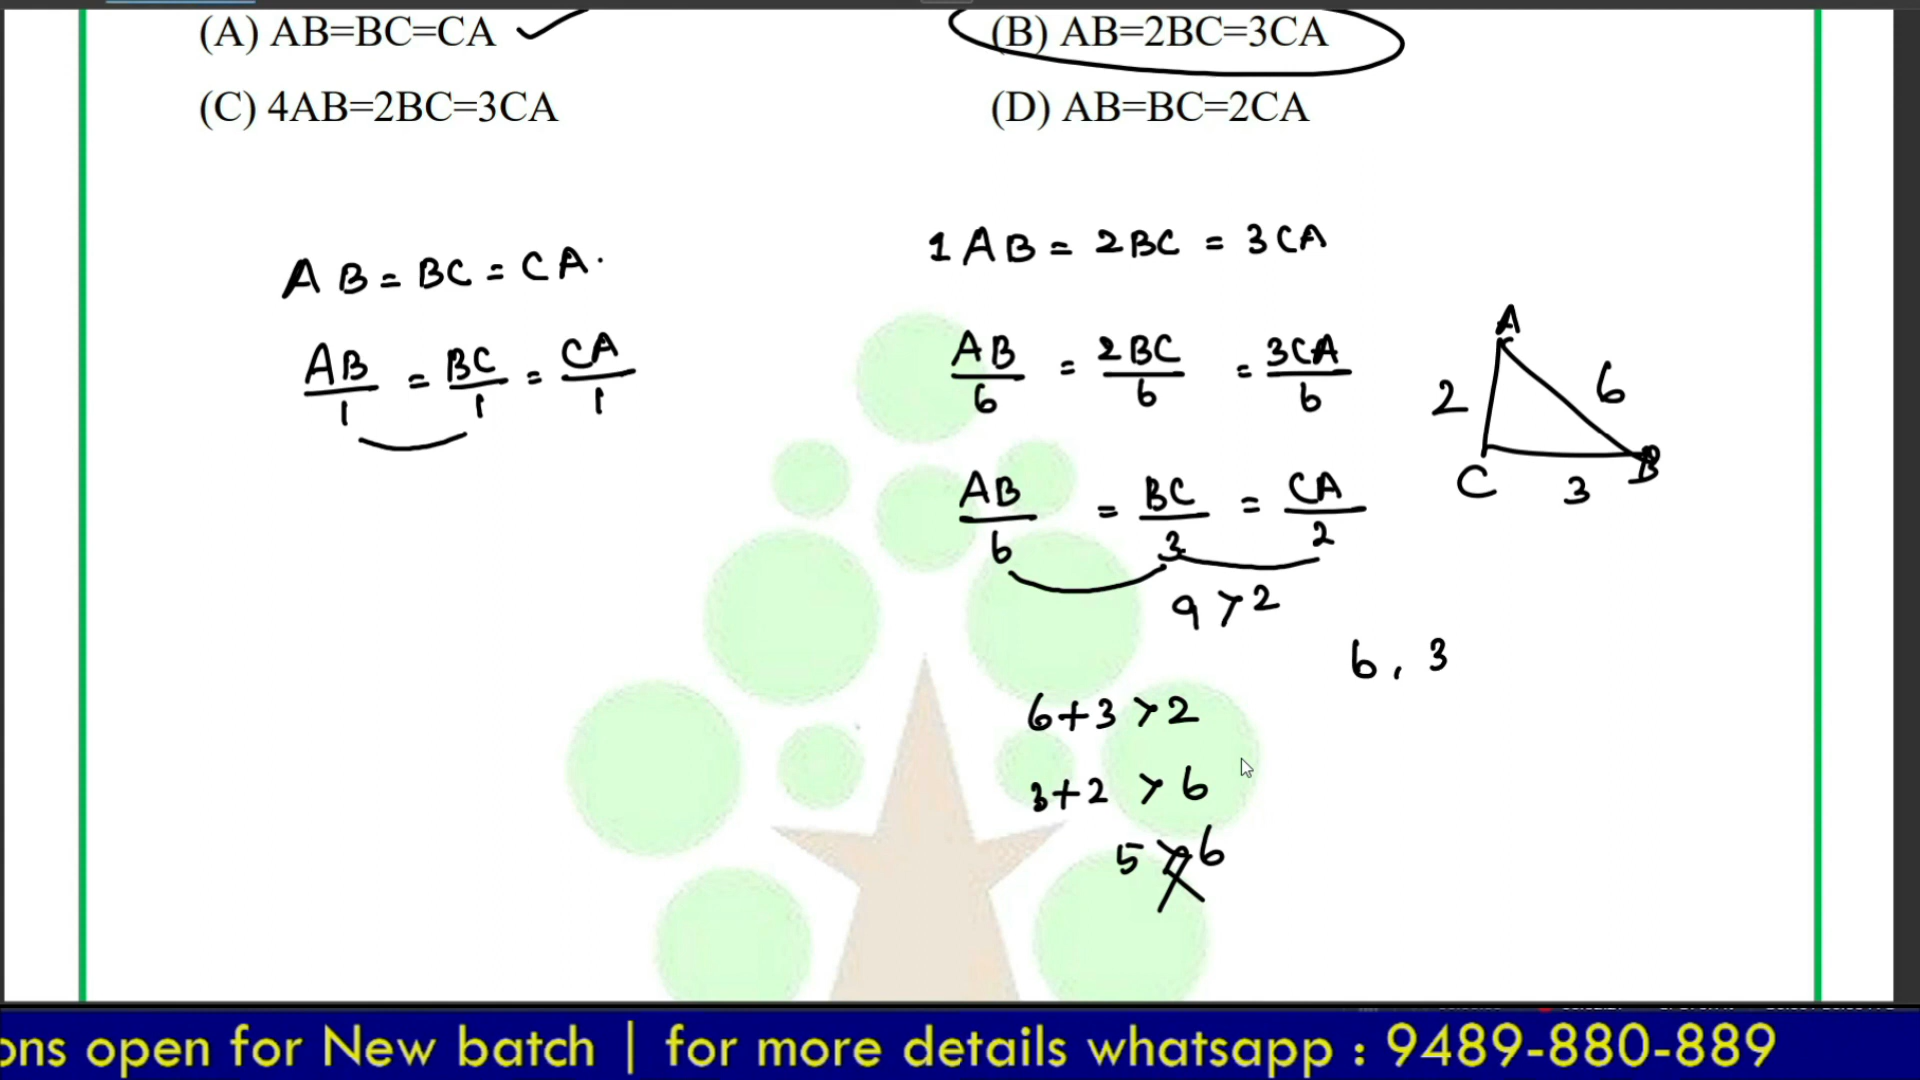 (A) AB=BC=CA
(B) AB=2BC=3CA
(C) 4AB=2BC=3CA
(D) AB=BC=2CA
AB = BC = CA.
AB/1 = BC/1 = CA/1
1AB = 2BC = 3CA
AB/6 = 2BC/6 = 3CA/6
AB/6 = BC/3 = CA/2
9 > 2
6, 3
6+3 > 2
3+2 > 6
5 > 6
A
2
6
C
3
B
ons open for New batch | for more details whatsapp : 9489-880-889